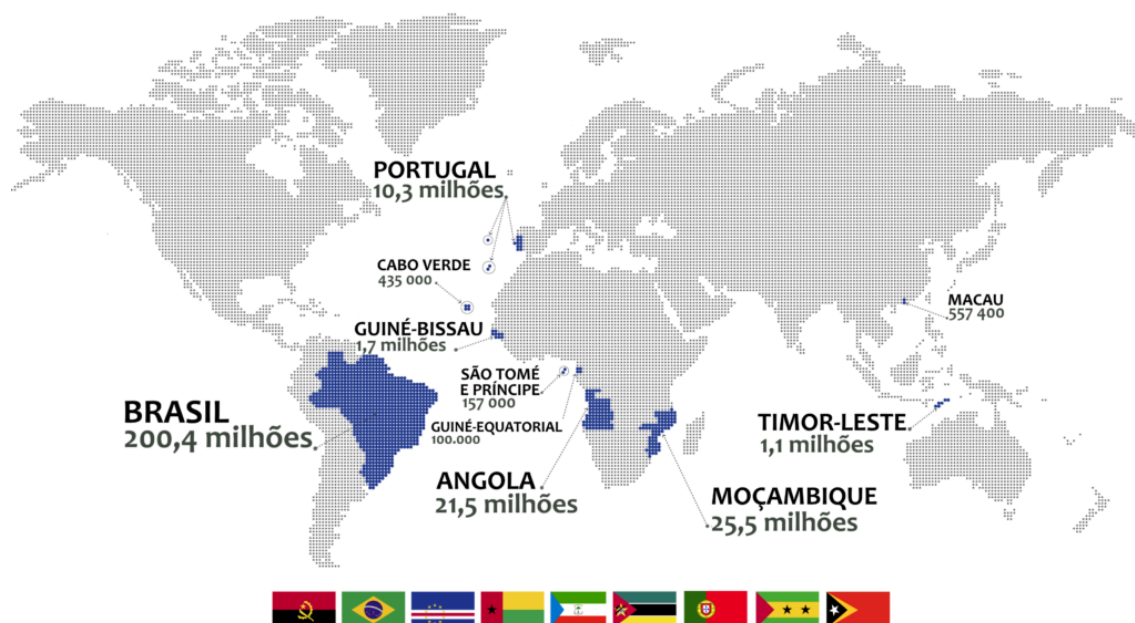 PORTUGAL
10,3 milhões
CABO VERDE
435 000
MACAU
557 400
GUINÉ-BISSAU
1,7 milhões
SÃO TOMÉ
E PRÍNCIPE
157 000
BRASIL
200,4 milhões
GUINÉ-EQUATORIAL
100.000
TIMOR-LESTE
1,1 milhões
ANGOLA
21,5 milhões
MOÇAMBIQUE
25,5 milhões